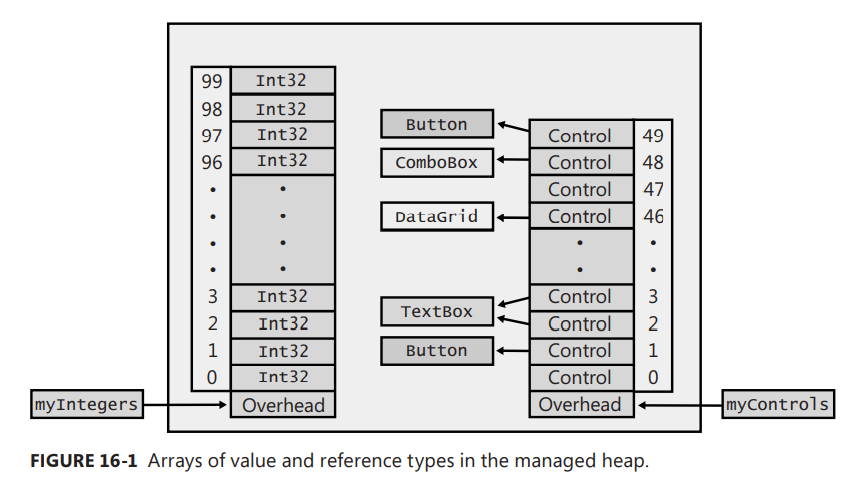 99 Int32
98 Int32
97 Int32
96 Int32
• •
• •
• •
• •
3 Int32
2 Int32
1 Int32
0 Int32
myIntegers Overhead
Button
ComboBox
DataGrid
TextBox
Button
Control 49
Control 48
Control 47
Control 46
• •
• •
Control 3
Control 2
Control 1
Control 0
Overhead myControls
FIGURE 16-1 Arrays of value and reference types in the managed heap.